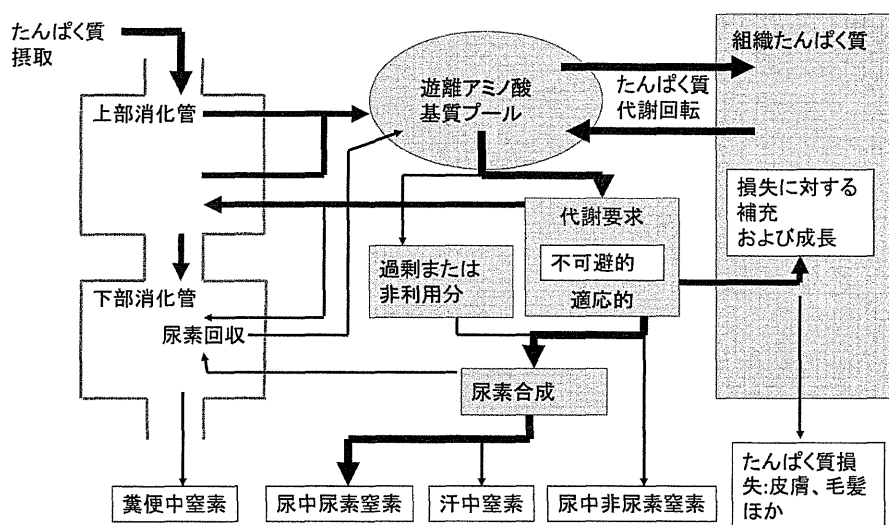 たんぱく質
摂取
上部消化管
遊離アミノ酸
基質プール
たんぱく質
代謝回転
組織たんぱく質
損失に対する
補充
および成長
代謝要求
不可避的
適応的
過剰または
非利用分
下部消化管
尿素回収
尿素合成
糞便中窒素
尿中尿素窒素
汗中窒素
尿中非尿素窒素
たんぱく質損
失:皮膚、毛髪
ほか